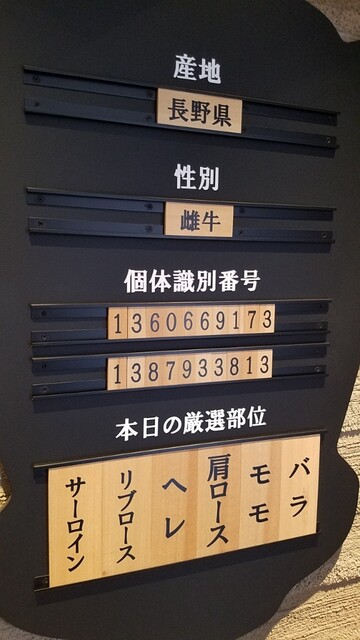 産地
長野県
性別
雌牛
個体識別番号
1360669173
1387933813
本日の厳選部位
バラ
モモ
肩ロース
ヘレ
リブロース
サーロイン